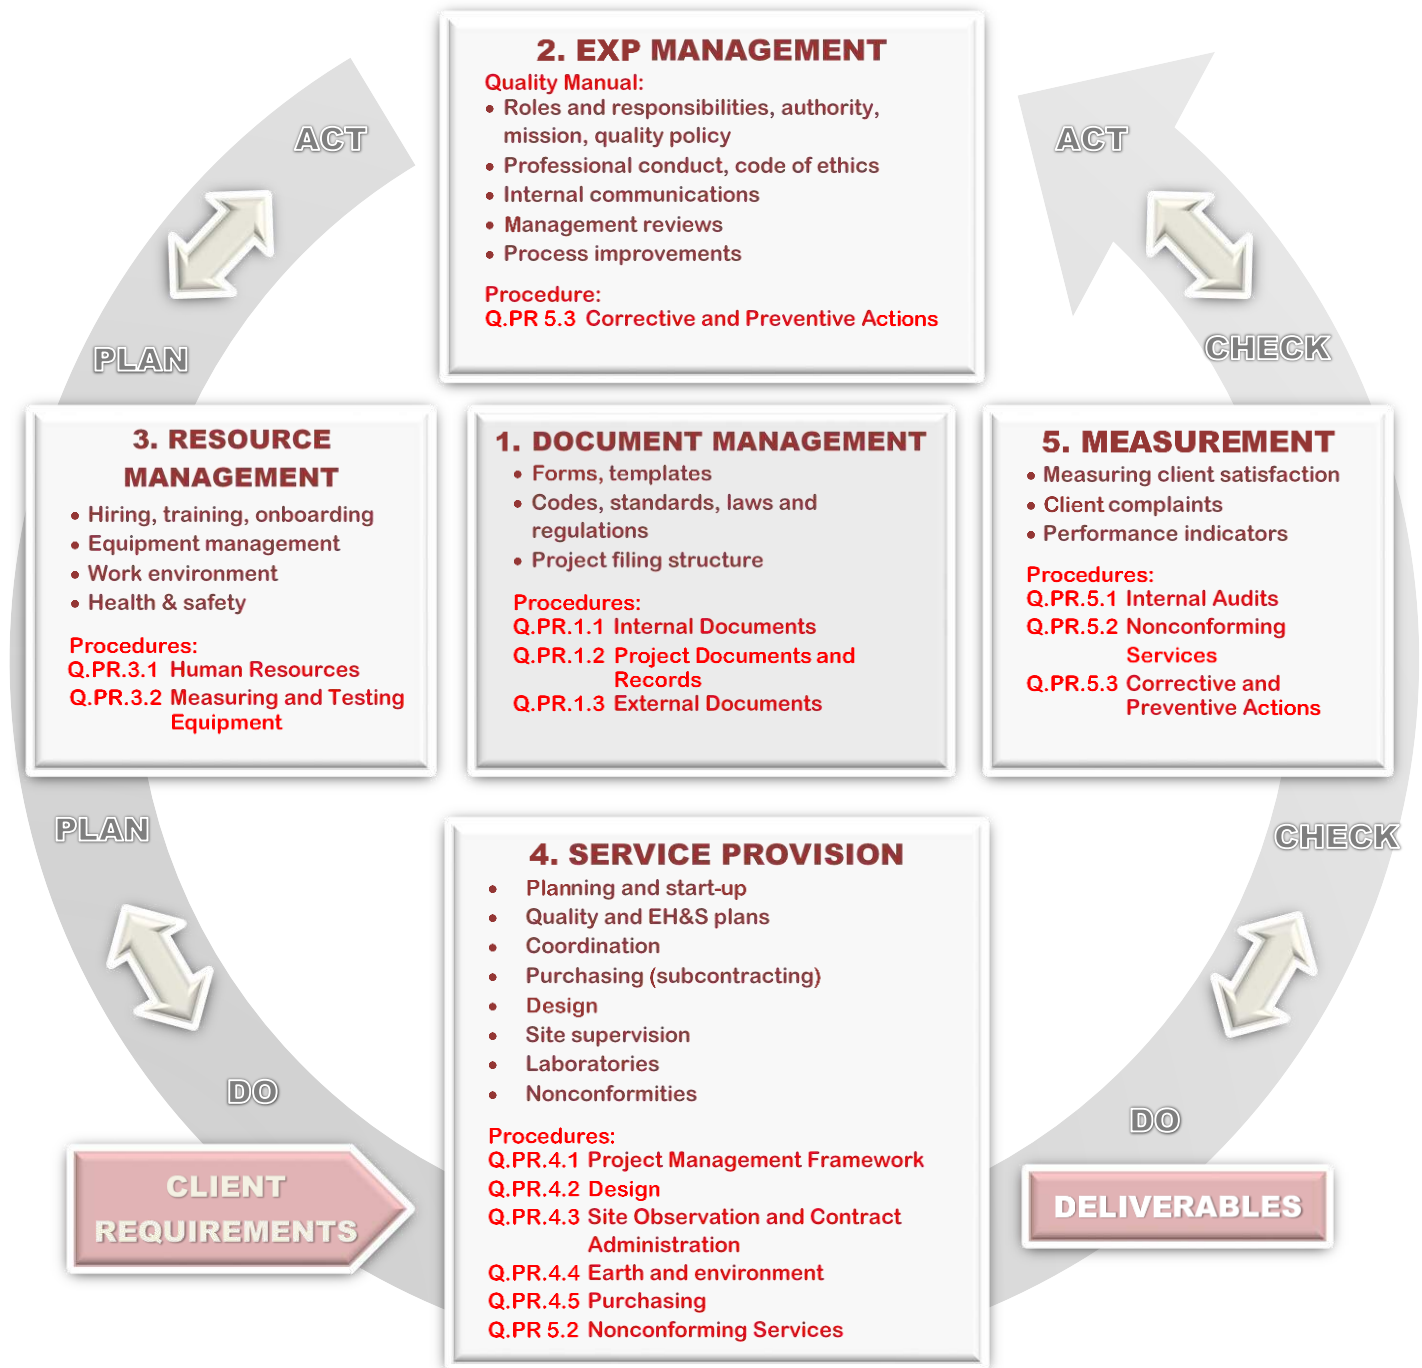 2. EXP MANAGEMENT
Quality Manual:
• Roles and responsibilities, authority,
mission, quality policy
• Professional conduct, code of ethics
• Internal communications
• Management reviews
• Process improvements
Procedure:
Q.PR 5.3 Corrective and Preventive Actions
ACT
ACT
PLAN
CHECK
3. RESOURCE
MANAGEMENT
• Hiring, training, onboarding
• Equipment management
• Work environment
• Health & safety
Procedures:
Q.PR.3.1 Human Resources
Q.PR.3.2 Measuring and Testing
Equipment
1. DOCUMENT MANAGEMENT
• Forms, templates
• Codes, standards, laws and
regulations
• Project filing structure
Procedures:
Q.PR.1.1 Internal Documents
Q.PR.1.2 Project Documents and
Records
Q.PR.1.3 External Documents
5. MEASUREMENT
• Measuring client satisfaction
• Client complaints
• Performance indicators
Procedures:
Q.PR.5.1 Internal Audits
Q.PR.5.2 Nonconforming
Services
Q.PR.5.3 Corrective and
Preventive Actions
PLAN
CHECK
4. SERVICE PROVISION
• Planning and start-up
• Quality and EH&S plans
• Coordination
• Purchasing (subcontracting)
• Design
• Site supervision
• Laboratories
• Nonconformities
Procedures:
Q.PR.4.1 Project Management Framework
Q.PR.4.2 Design
Q.PR.4.3 Site Observation and Contract
Administration
Q.PR.4.4 Earth and environment
Q.PR.4.5 Purchasing
Q.PR 5.2 Nonconforming Services
DO
DO
CLIENT
REQUIREMENTS
DELIVERABLES